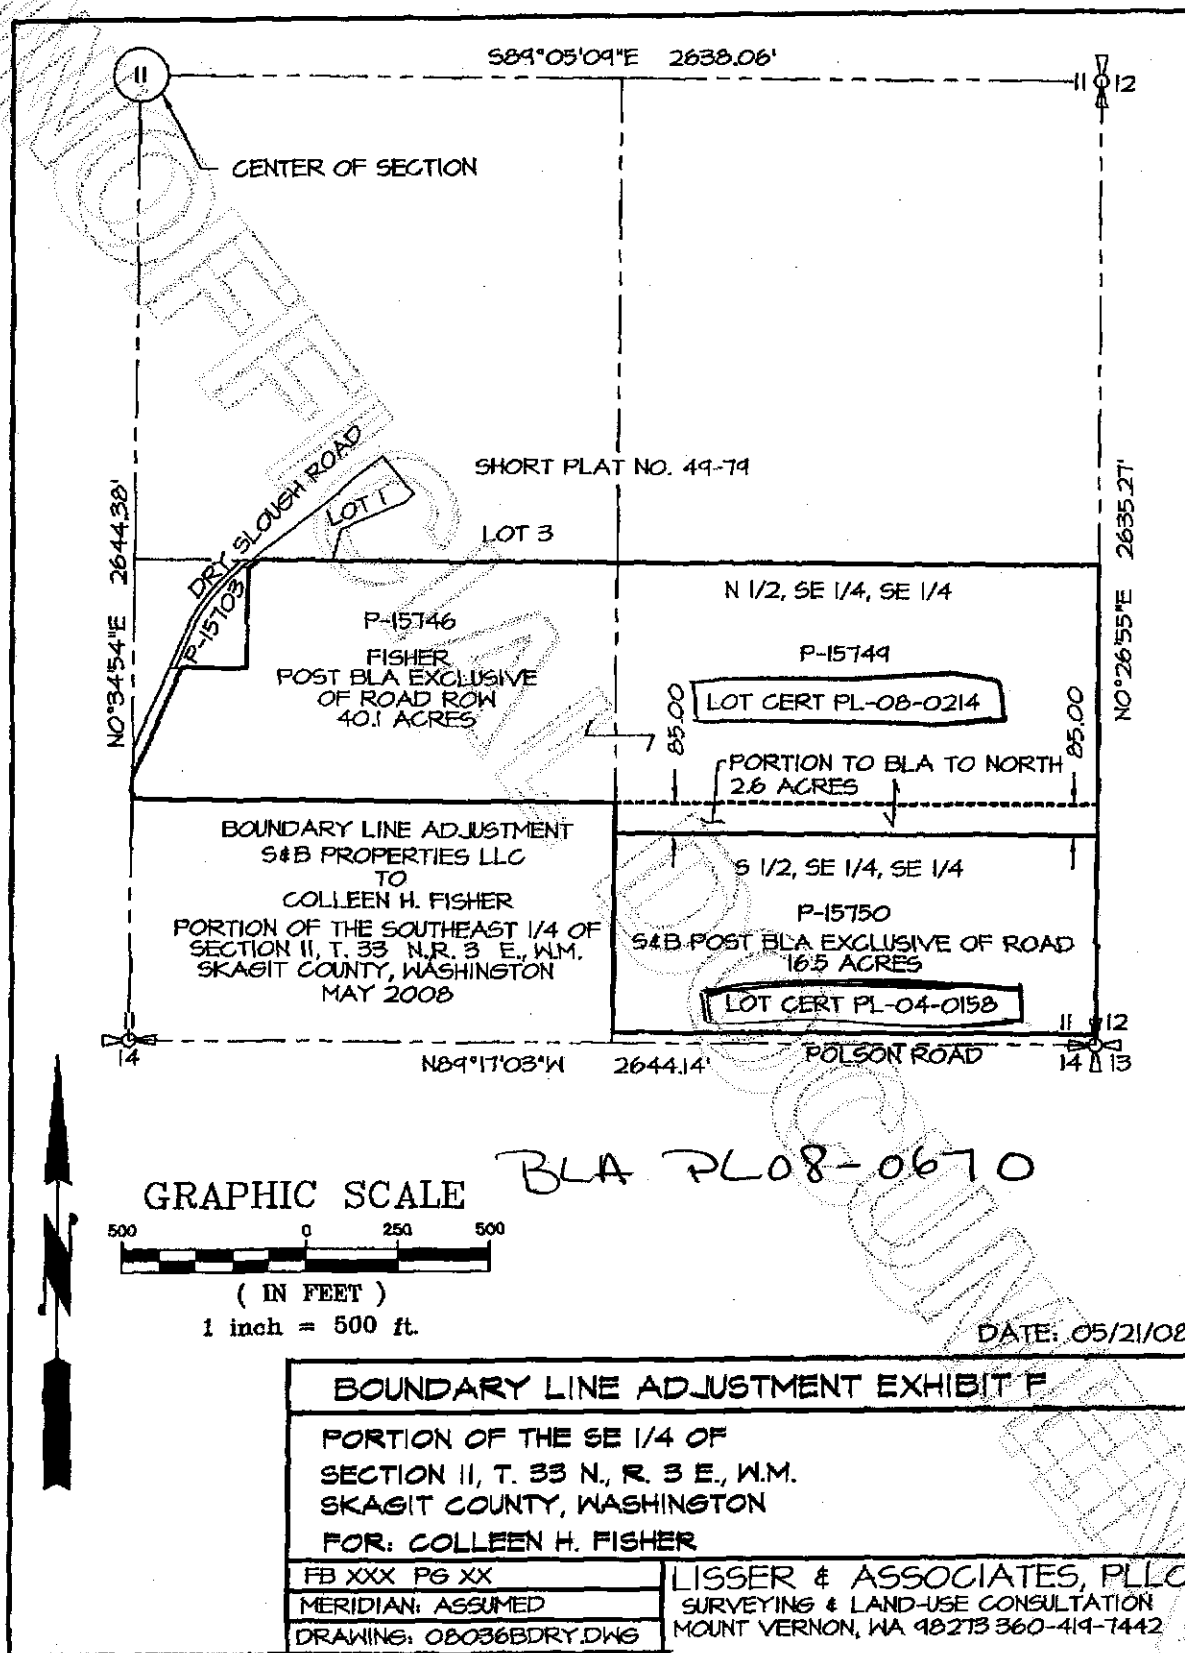 S89°05'09"E 2638.06'
11
11 12
CENTER OF SECTION
UNOFFICIAL DOCUMENT
SHORT PLAT NO. 49-79
DRY SLOUGH ROAD
LOT 1
LOT 3
N0°34'54"E 2644.38'
N0°26'55"E 2635.27'
P-15703
N 1/2, SE 1/4, SE 1/4
P-15746
FISHER
POST BLA EXCLUSIVE
OF ROAD ROW
40.1 ACRES
P-15749
LOT CERT PL-08-0214
85.00
85.00
PORTION TO BLA TO NORTH
2.6 ACRES
BOUNDARY LINE ADJUSTMENT
S&B PROPERTIES LLC
TO
COLLEEN H. FISHER
PORTION OF THE SOUTHEAST 1/4 OF
SECTION 11, T. 33 N.R. 3 E., W.M.
SKAGIT COUNTY, WASHINGTON
MAY 2008
S 1/2, SE 1/4, SE 1/4
P-15750
S&B POST BLA EXCLUSIVE OF ROAD
16.5 ACRES
LOT CERT PL-04-0158
11
14
11 12
14 13
N89°17'03"W 2644.14'
POLSON ROAD
BLA PL08-0670
GRAPHIC SCALE
500 0 250 500
( IN FEET )
1 inch = 500 ft.
N
DATE: 05/21/08
BOUNDARY LINE ADJUSTMENT EXHIBIT F
PORTION OF THE SE 1/4 OF
SECTION 11, T. 33 N., R. 3 E., W.M.
SKAGIT COUNTY, WASHINGTON
FOR: COLLEEN H. FISHER
FB XXX PG XX
MERIDIAN: ASSUMED
DRAWING: 08036BDRY.DWG
LISSER & ASSOCIATES, PLLC
SURVEYING & LAND-USE CONSULTATION
MOUNT VERNON, WA 98273 360-419-7442